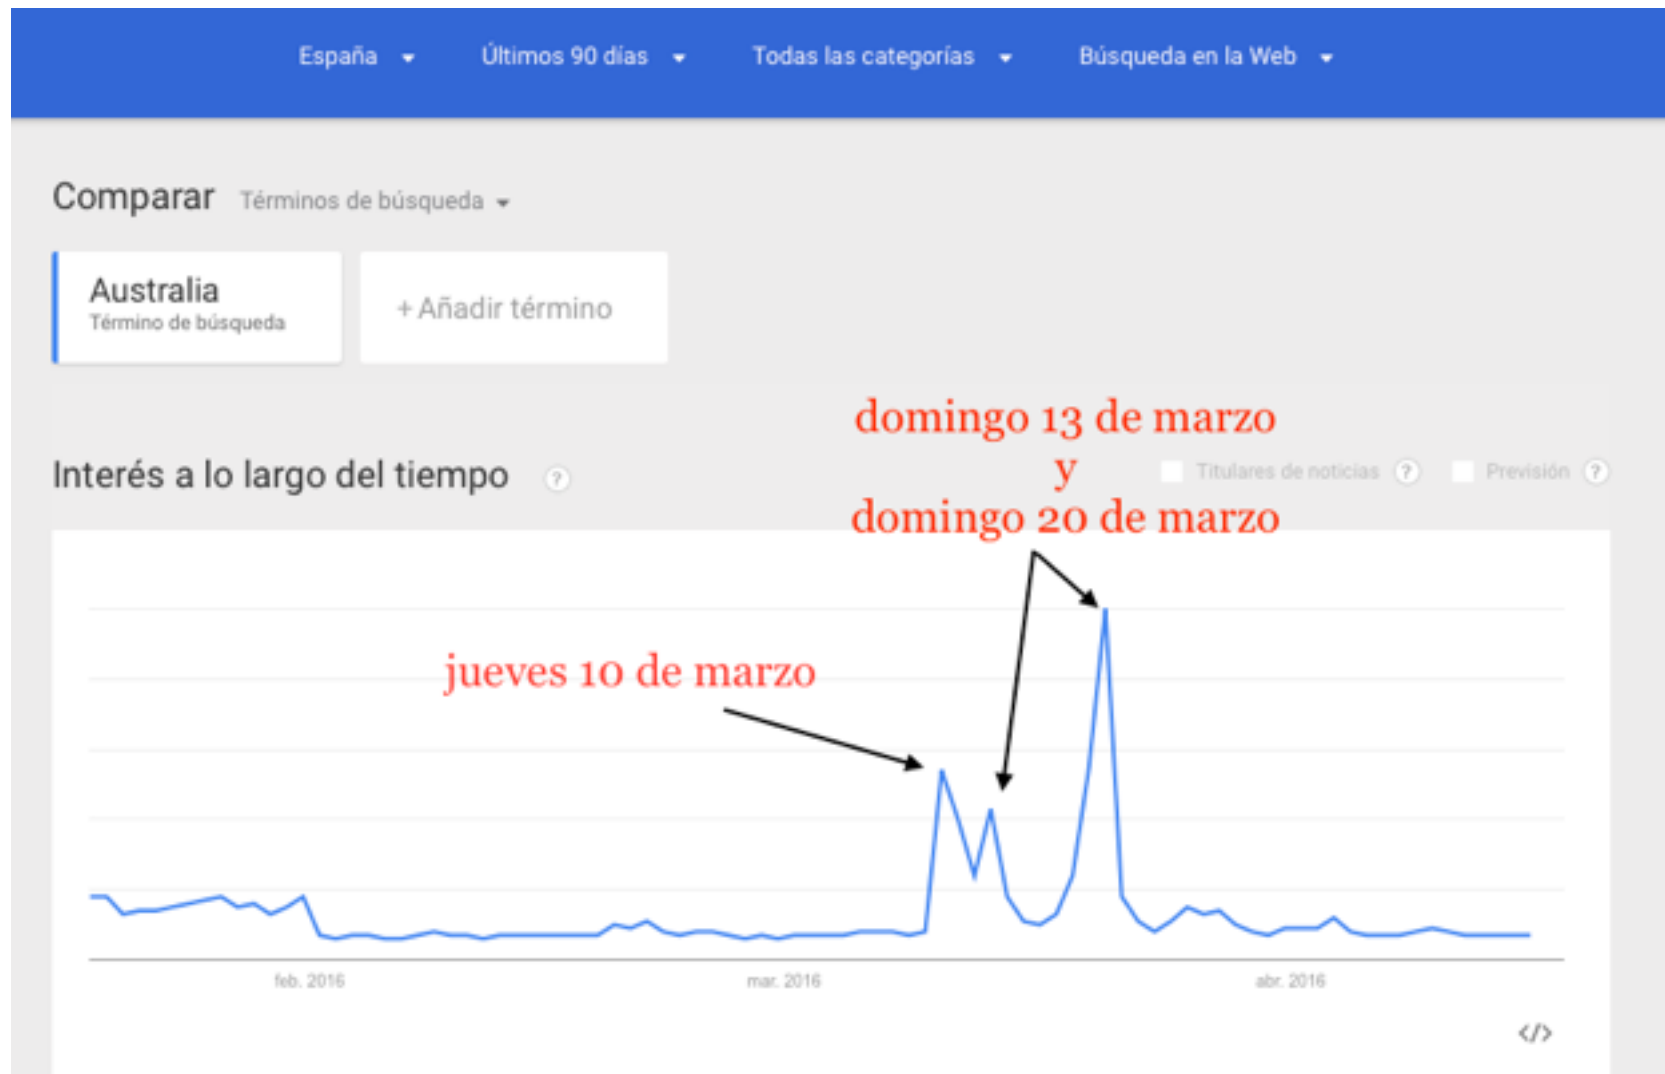 España Últimos 90 días Todas las categorías Búsqueda en la Web
Comparar Términos de búsqueda
Australia
Término de búsqueda
+ Añadir término
domingo 13 de marzo
y
domingo 20 de marzo
Interés a lo largo del tiempo ?
Titulares de noticias ? Previsión ?
jueves 10 de marzo
feb. 2016 mar. 2016 abr. 2016
</>